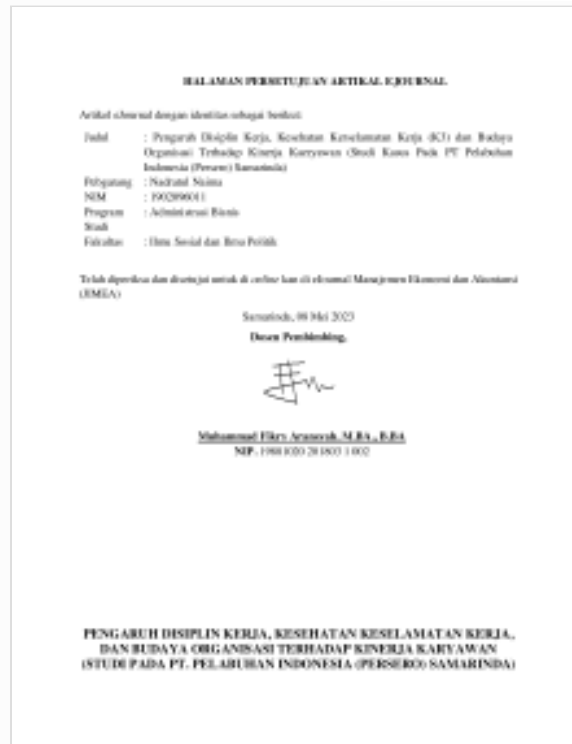 HALAMAN PERSETUJUAN ARTIKAL EJOURNAL
Artikel eJournal dengan identitas sebagai berikut:
Judul : Pengaruh Disiplin Kerja, Kesehatan Keselamatan Kerja (K3) dan Budaya
Organisasi Terhadap Kinerja Karyawan (Studi Kasus Pada PT Pelabuhan
Indonesia (Persero) Samarinda)
Pengarang : Naima
NIM
Program : Administrasi Bisnis
Studi
Fakultas : Ilmu Sosial dan Ilmu Politik
Telah diperiksa dan disetujui untuk di online kan di Manajemen Ekonomi dan Akuntansi
(JIMEA)
Samarinda, 08 Mei 2023
Dosen Pembimbing,
Muhammad Fikry M.BA., B.BA
NIP.
PENGARUH DISIPLIN KERJA, KESEHATAN KESELAMATAN KERJA,
DAN BUDAYA ORGANISASI TERHADAP KINERJA KARYAWAN
(STUDI PADA PT. PELABUHAN INDONESIA (PERSERO) SAMARINDA)